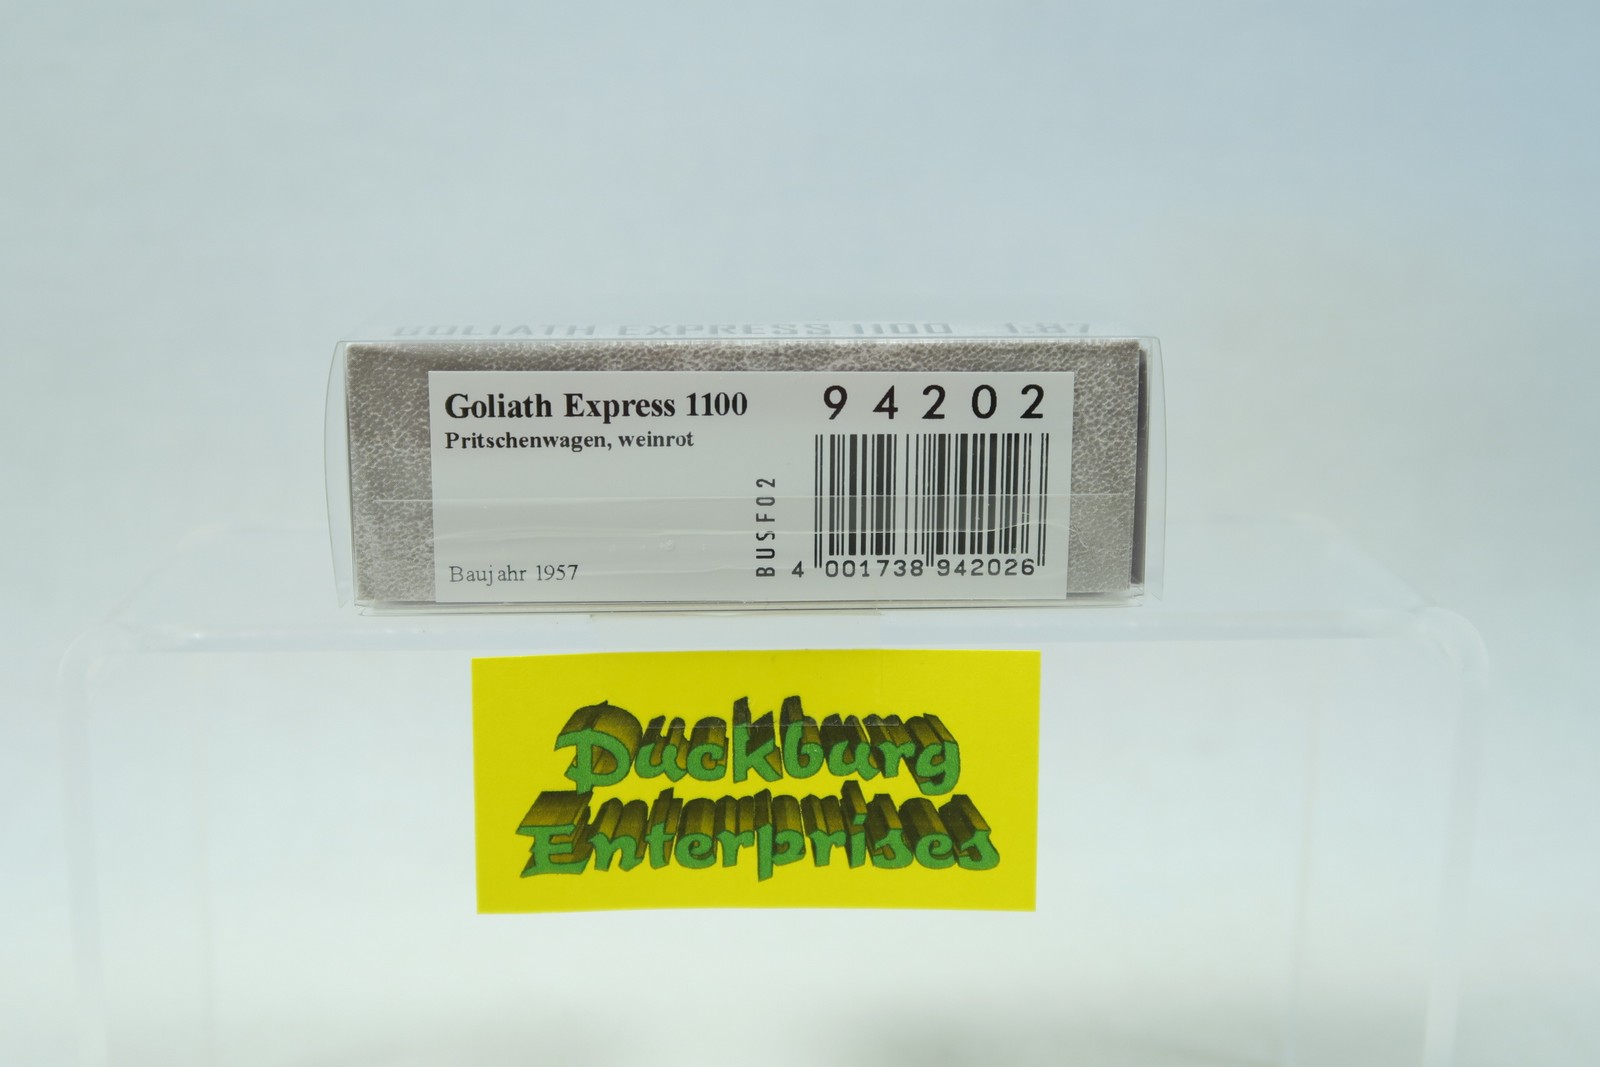 GOLIATH EXPRESS 1100 1:87
Goliath Express 1100
Pritschenwagen, weinrot
94202
BUSF02
Baujahr 1957
4 001738 942026
Duckburg
Enterprises